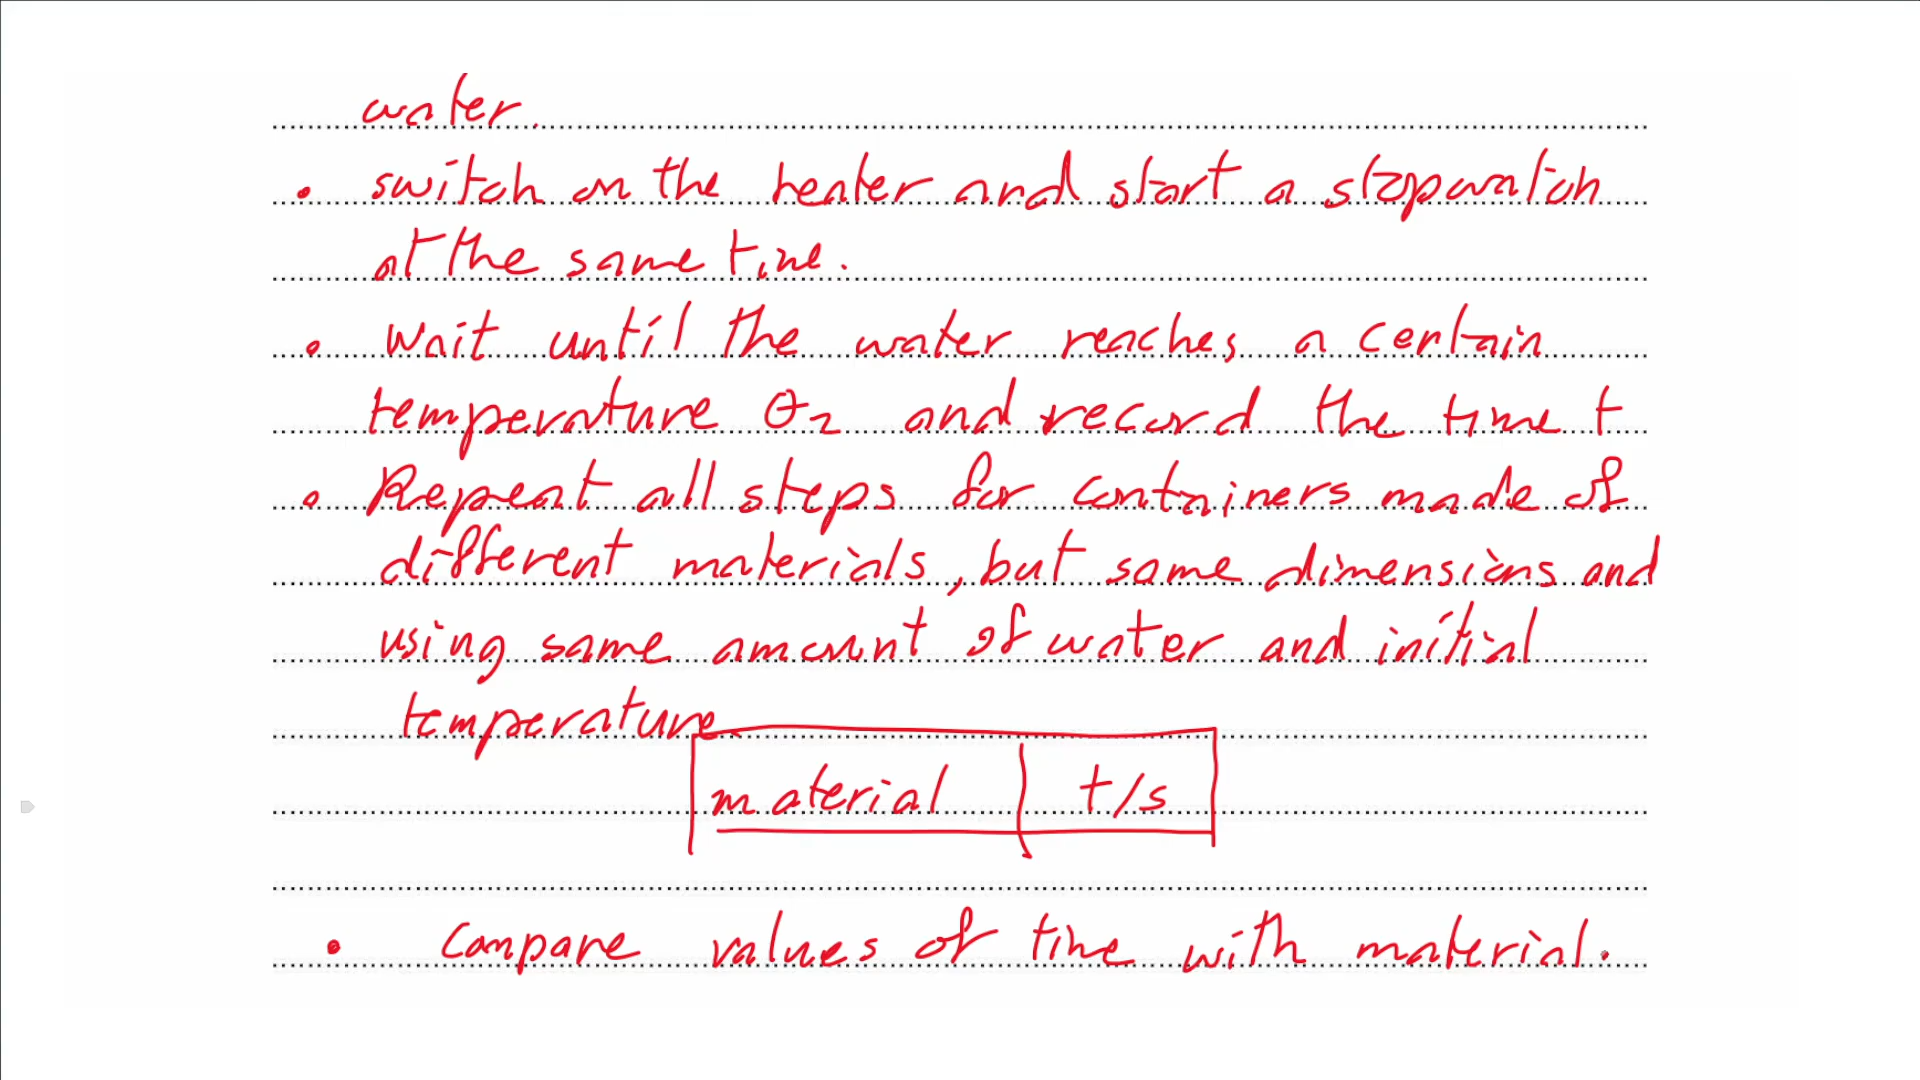 water.
• switch on the heater and start a stopwatch
at the same time.
• Wait until the water reaches a certain
temperature θ2 and record the time t
• Repeat all steps for containers made of
different materials, but same dimensions and
using same amount of water and initial
temperature.
material | t/s
• Compare values of time with material.